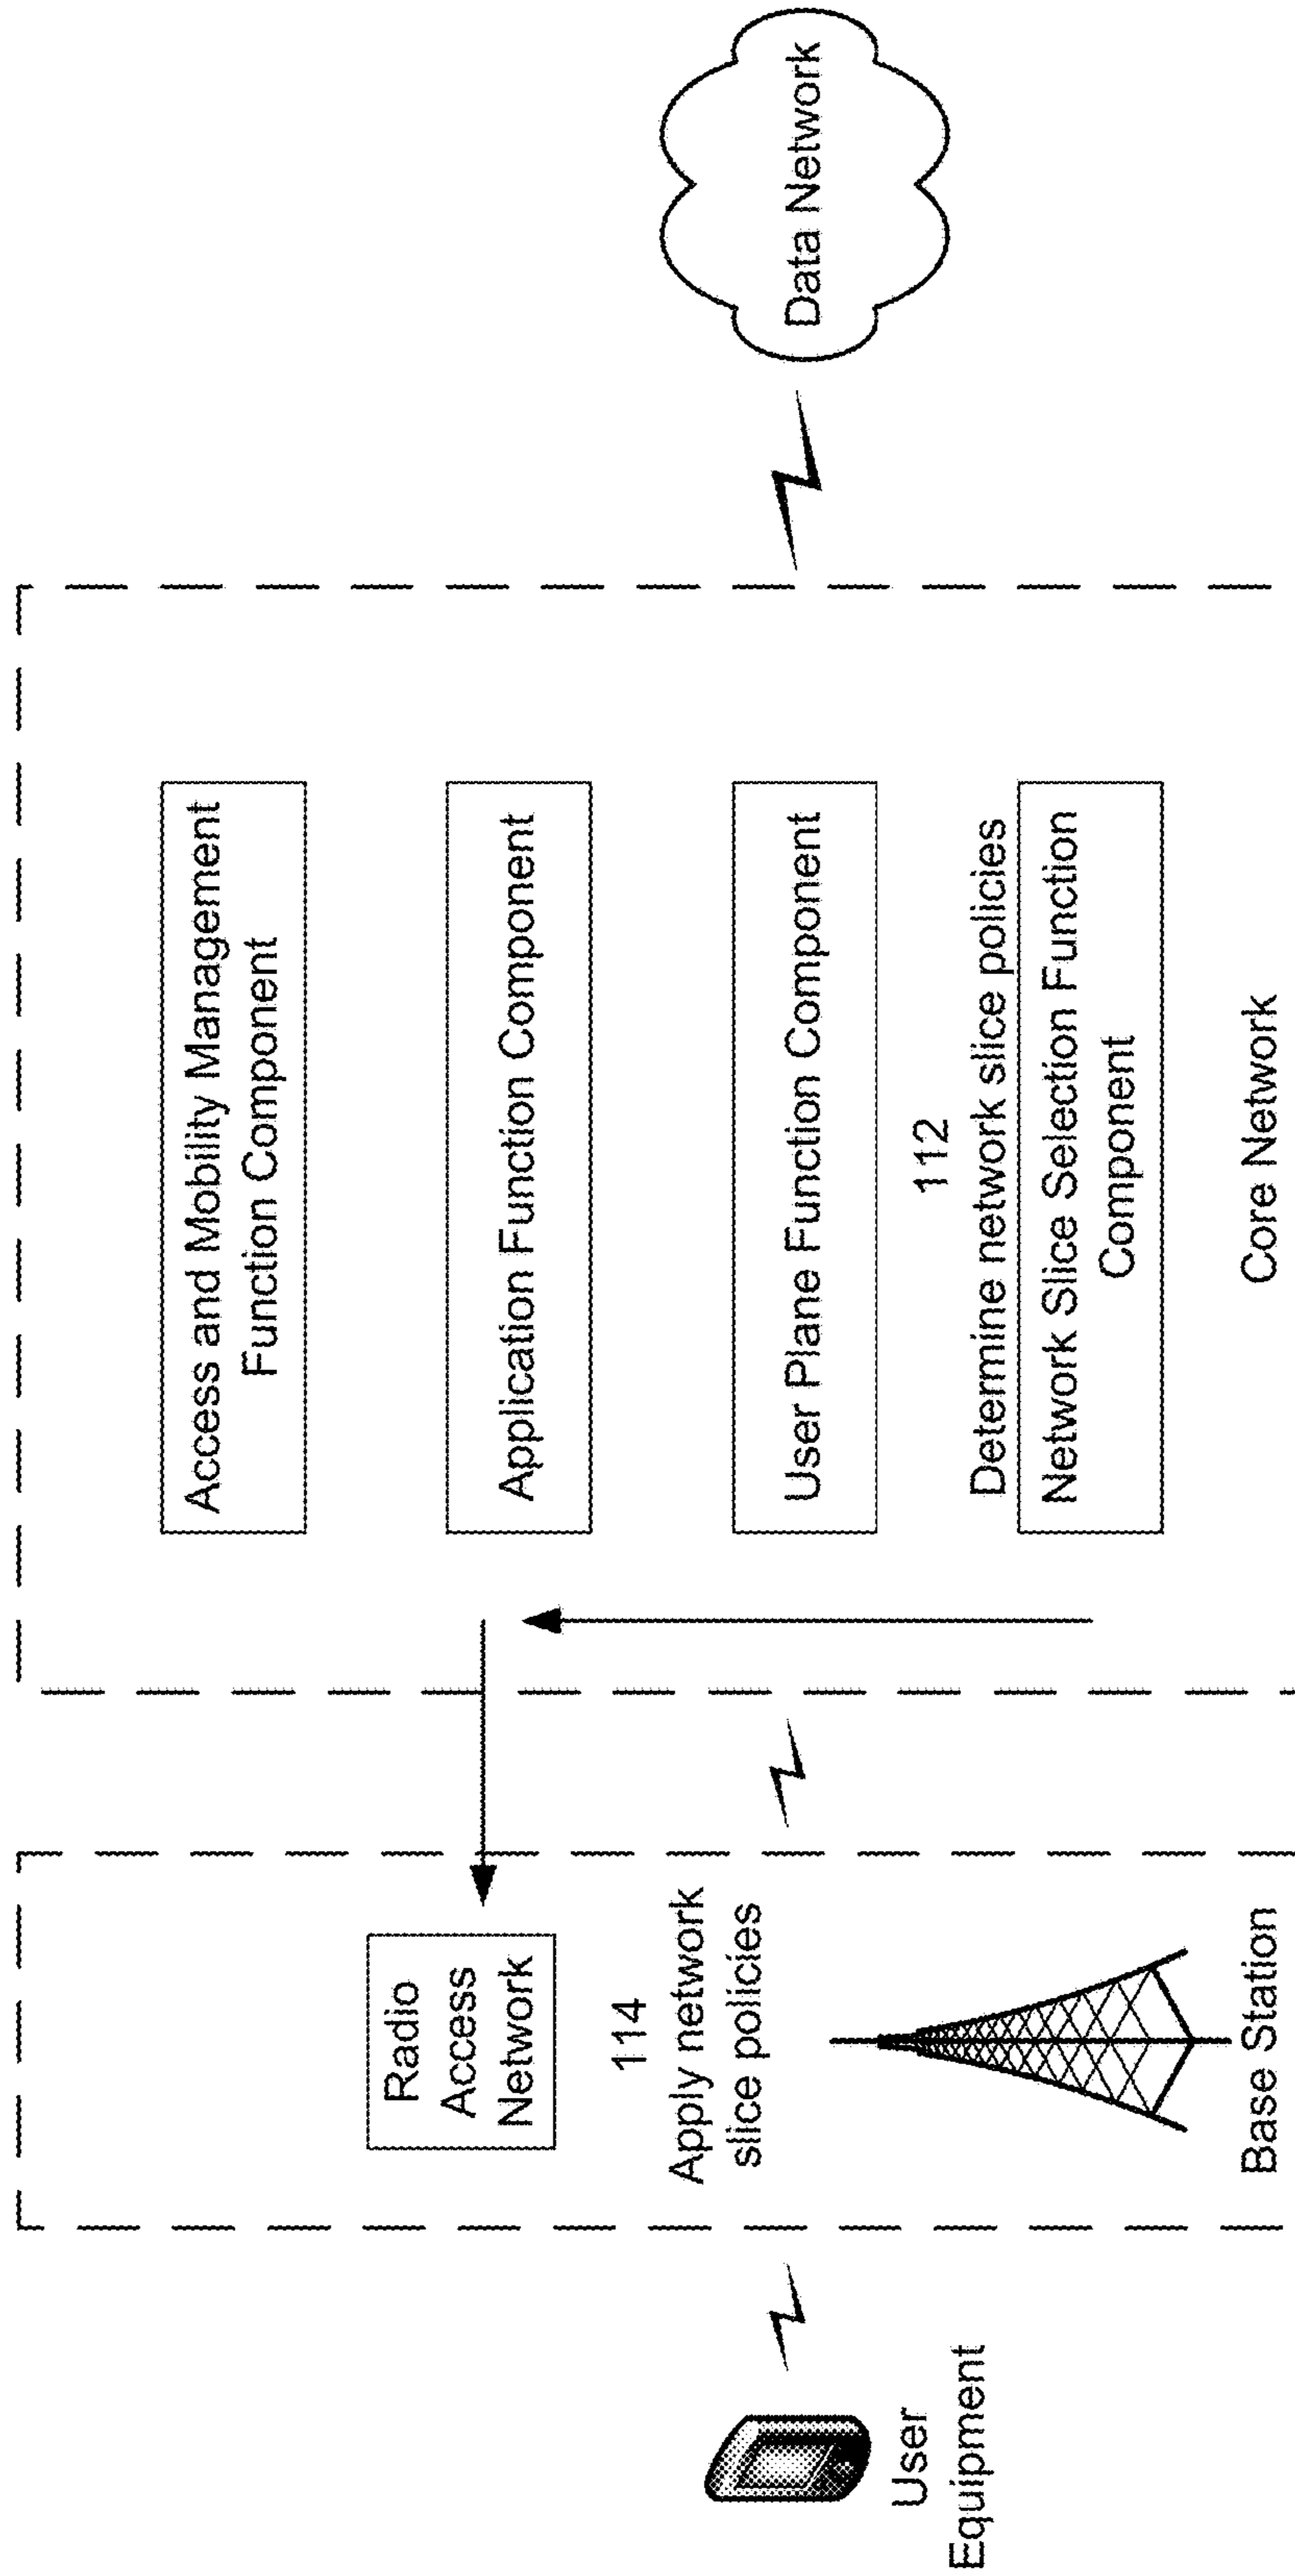 User
Equipment
Radio
Access
Network
114
Apply network
slice policies
Base Station
Access and Mobility Management
Function Component
Application Function Component
User Plane Function Component
112
Determine network slice policies
Network Slice Selection Function
Component
Core Network
Data Network